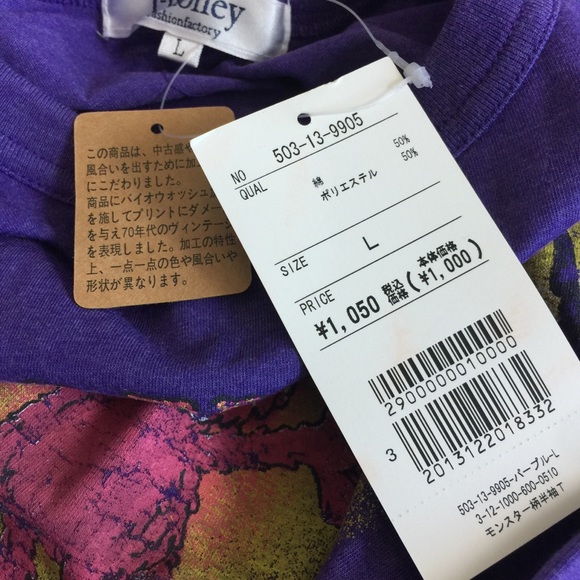 fashionfactory
L
この商品は、中古感や
風合いを出すために加
にこだわりました。
商品にバイオウォッシュ
を施してプリントにダメー
を与え70年代のヴィンテー
を表現しました。加工の特性
上、一点一点の色や風合いや
形状が異なります。
NO 503-13-9905
QUAL 綿 50%
ポリエステル 50%
SIZE L
PRICE
¥1,050 税込価格 (本体価格 ¥1,000)
2900000010000
3 2013122018332
503-13-9905-パープル-L
3-12-1000-600-0510
モンスター柄半袖T